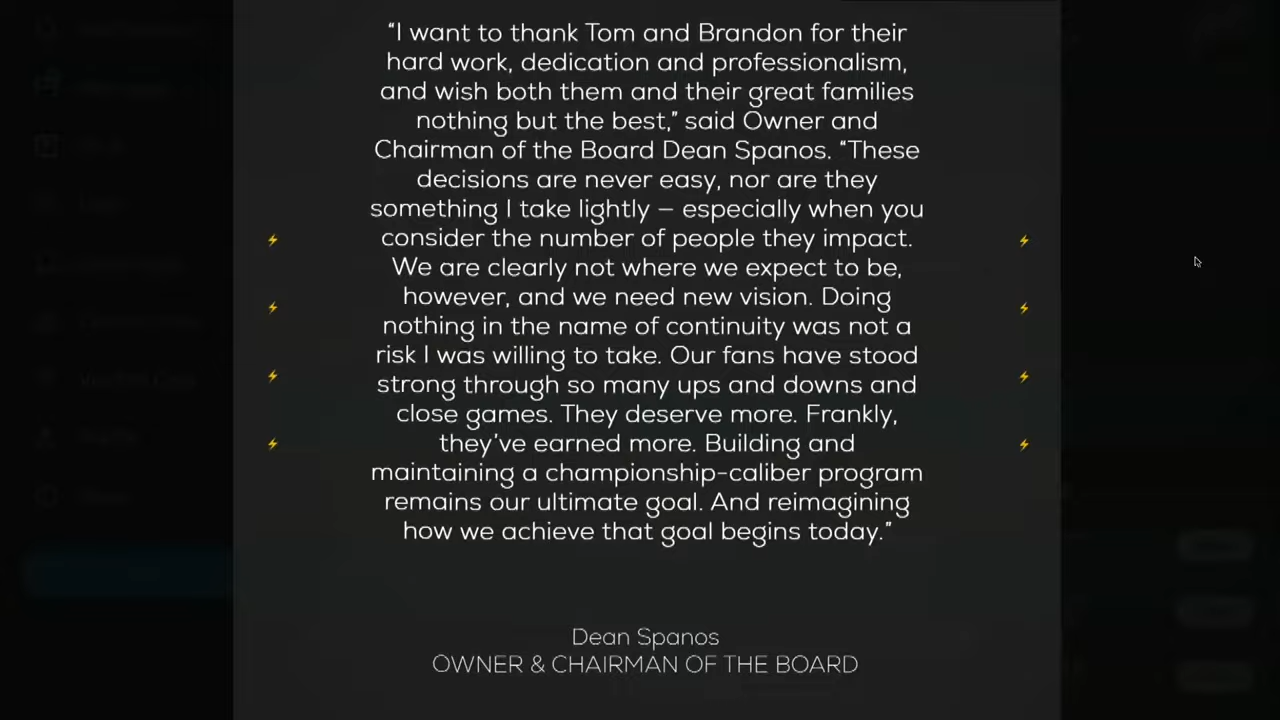 “I want to thank Tom and Brandon for their
hard work, dedication and professionalism,
and wish both them and their great families
nothing but the best,” said Owner and
Chairman of the Board Dean Spanos. “These
decisions are never easy, nor are they
something I take lightly — especially when you
consider the number of people they impact.
We are clearly not where we expect to be,
however, and we need new vision. Doing
nothing in the name of continuity was not a
risk I was willing to take. Our fans have stood
strong through so many ups and downs and
close games. They deserve more. Frankly,
they’ve earned more. Building and
maintaining a championship-caliber program
remains our ultimate goal. And reimagining
how we achieve that goal begins today.”
Dean Spanos
OWNER & CHAIRMAN OF THE BOARD